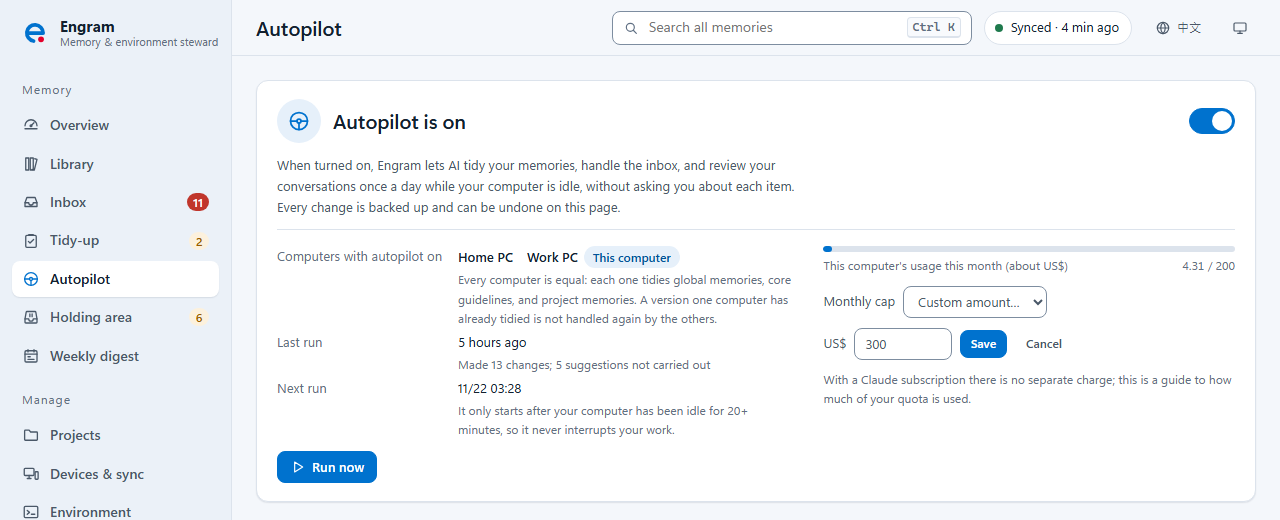 Engram
Memory & environment steward
Memory
Overview
Library
Inbox 11
Tidy-up 2
Autopilot
Holding area 6
Weekly digest
Manage
Projects
Devices & sync
Environment
Autopilot
Search all memories Ctrl K
Synced · 4 min ago
中文
Autopilot is on
When turned on, Engram lets AI tidy your memories, handle the inbox, and review your
conversations once a day while your computer is idle, without asking you about each item.
Every change is backed up and can be undone on this page.
Computers with autopilot on Home PC Work PC This computer
Every computer is equal: each one tidies global memories, core
guidelines, and project memories. A version one computer has
already tidied is not handled again by the others.
Last run 5 hours ago
Made 13 changes; 5 suggestions not carried out
Next run 11/22 03:28
It only starts after your computer has been idle for 20+
minutes, so it never interrupts your work.
Run now
This computer's usage this month (about US$) 4.31 / 200
Monthly cap Custom amount...
US$ 300 Save Cancel
With a Claude subscription there is no separate charge; this is a guide to how
much of your quota is used.